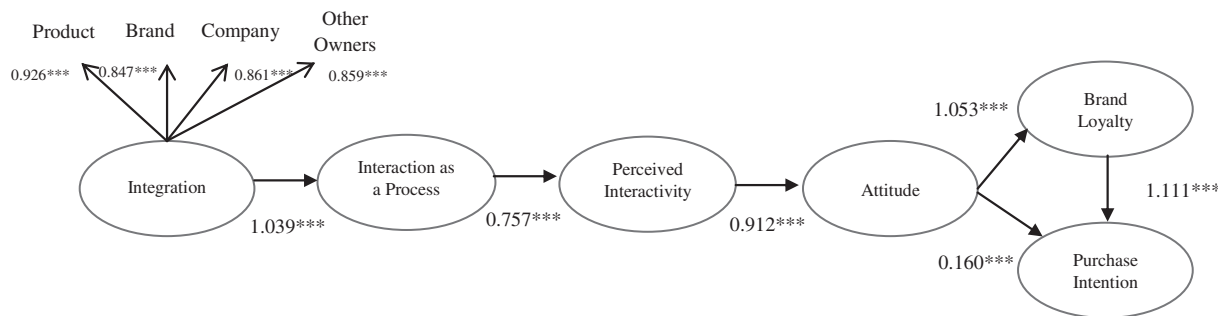 Product
Brand
Company
Other
Owners
0.926***
0.847***
0.861***
0.859***
Integration
1.039***
Interaction as
a Process
0.757***
Perceived
Interactivity
0.912***
Attitude
1.053***
Brand
Loyalty
1.111***
0.160***
Purchase
Intention